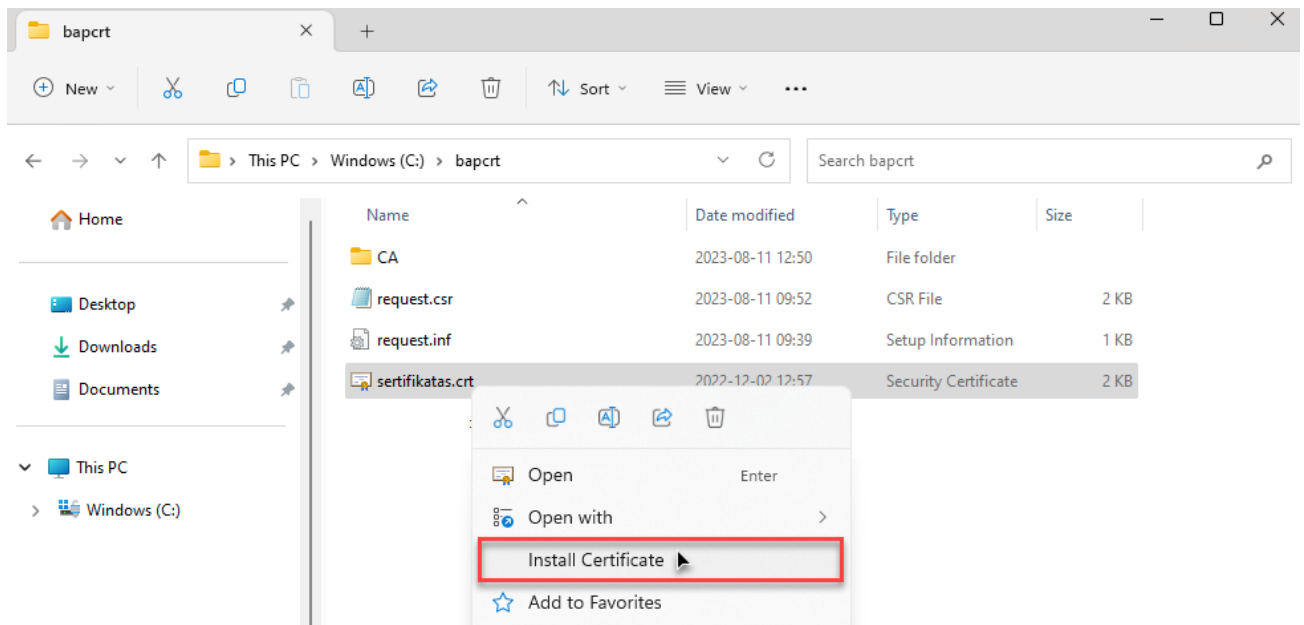 bapcrt
New
Sort
View
This PC > Windows (C:) > bapcrt
Search bapcrt
Home
Desktop
Downloads
Documents
This PC
Windows (C:)
Name Date modified Type Size
CA 2023-08-11 12:50 File folder
request.csr 2023-08-11 09:52 CSR File 2 KB
request.inf 2023-08-11 09:39 Setup Information 1 KB
sertifikatas.crt 2022-12-02 12:57 Security Certificate 2 KB
Open Enter
Open with
Install Certificate
Add to Favorites